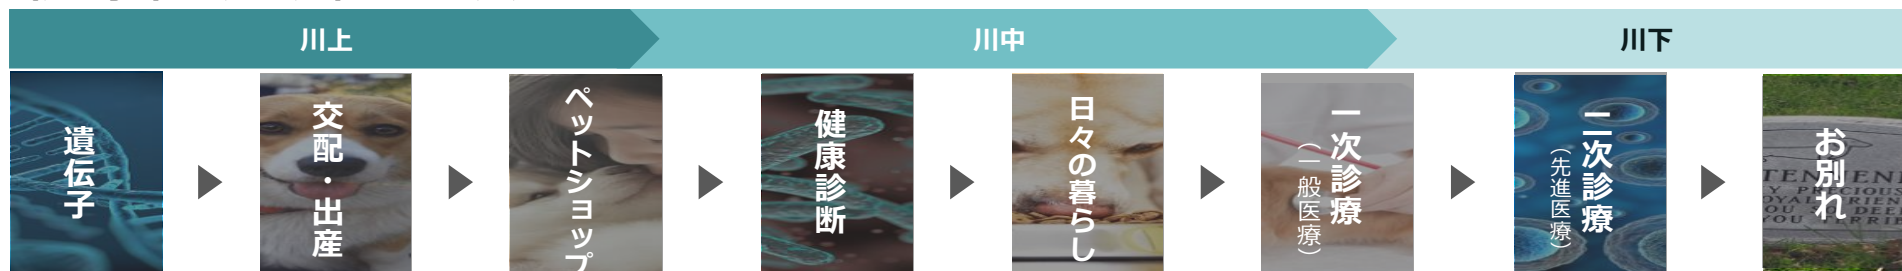 川上
川中
川下
遺伝子
交配・出産
ペットショップ
健康診断
日々の暮らし
一次診療
（一般医療）
二次診療
（先進医療）
お別れ